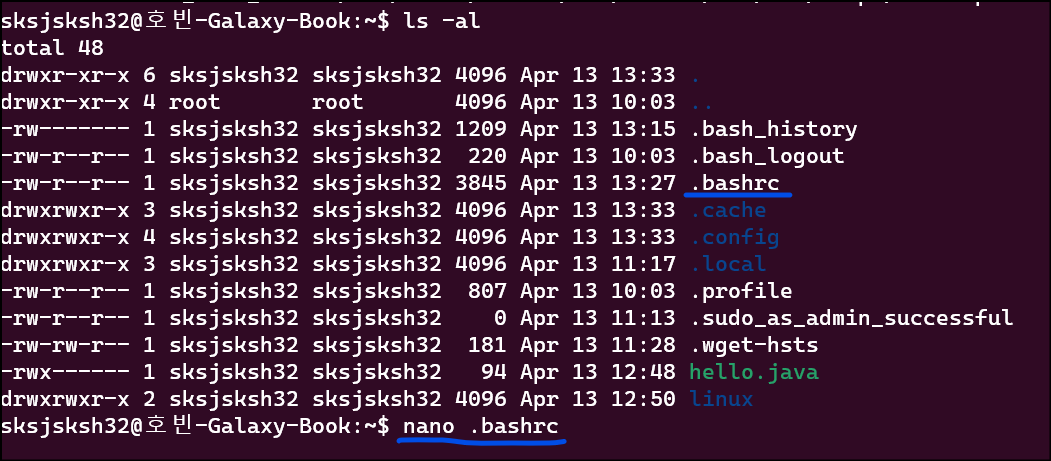 sksjsksh32@호빈-Galaxy-Book:~$ ls -al
total 48
drwxr-xr-x 6 sksjsksh32 sksjsksh32 4096 Apr 13 13:33 .
drwxr-xr-x 4 root       root       4096 Apr 13 10:03 ..
-rw------- 1 sksjsksh32 sksjsksh32 1209 Apr 13 13:15 .bash_history
-rw-r--r-- 1 sksjsksh32 sksjsksh32  220 Apr 13 10:03 .bash_logout
-rw-r--r-- 1 sksjsksh32 sksjsksh32 3845 Apr 13 13:27 .bashrc
drwxrwxr-x 3 sksjsksh32 sksjsksh32 4096 Apr 13 13:33 .cache
drwxrwxr-x 4 sksjsksh32 sksjsksh32 4096 Apr 13 13:33 .config
drwxrwxr-x 3 sksjsksh32 sksjsksh32 4096 Apr 13 11:17 .local
-rw-r--r-- 1 sksjsksh32 sksjsksh32  807 Apr 13 10:03 .profile
-rw-r--r-- 1 sksjsksh32 sksjsksh32    0 Apr 13 11:13 .sudo_as_admin_successful
-rw-rw-r-- 1 sksjsksh32 sksjsksh32  181 Apr 13 11:28 .wget-hsts
-rwx------ 1 sksjsksh32 sksjsksh32   94 Apr 13 12:48 hello.java
drwxrwxr-x 2 sksjsksh32 sksjsksh32 4096 Apr 13 12:50 linux
sksjsksh32@호빈-Galaxy-Book:~$ nano .bashrc